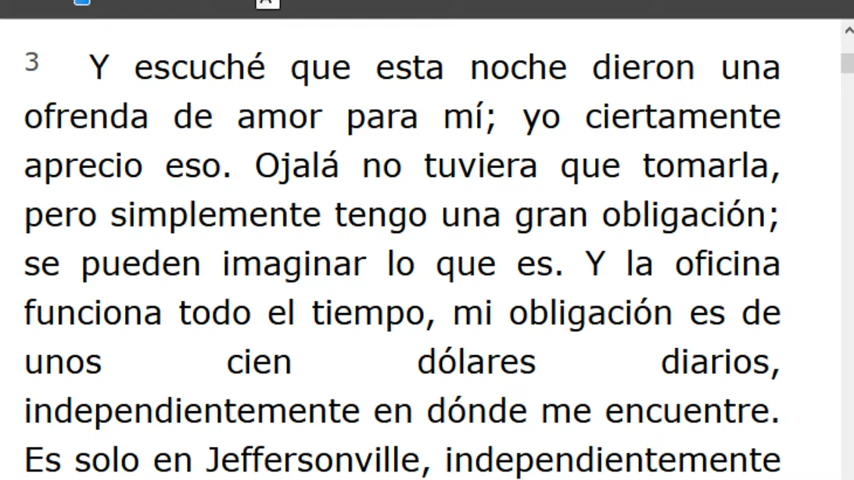 3 Y escuché que esta noche dieron una
ofrenda de amor para mí; yo ciertamente
aprecio eso. Ojalá no tuviera que tomarla,
pero simplemente tengo una gran obligación;
se pueden imaginar lo que es. Y la oficina
funciona todo el tiempo, mi obligación es de
unos cien dólares diarios,
independientemente en dónde me encuentre.
Es solo en Jeffersonville, independientemente